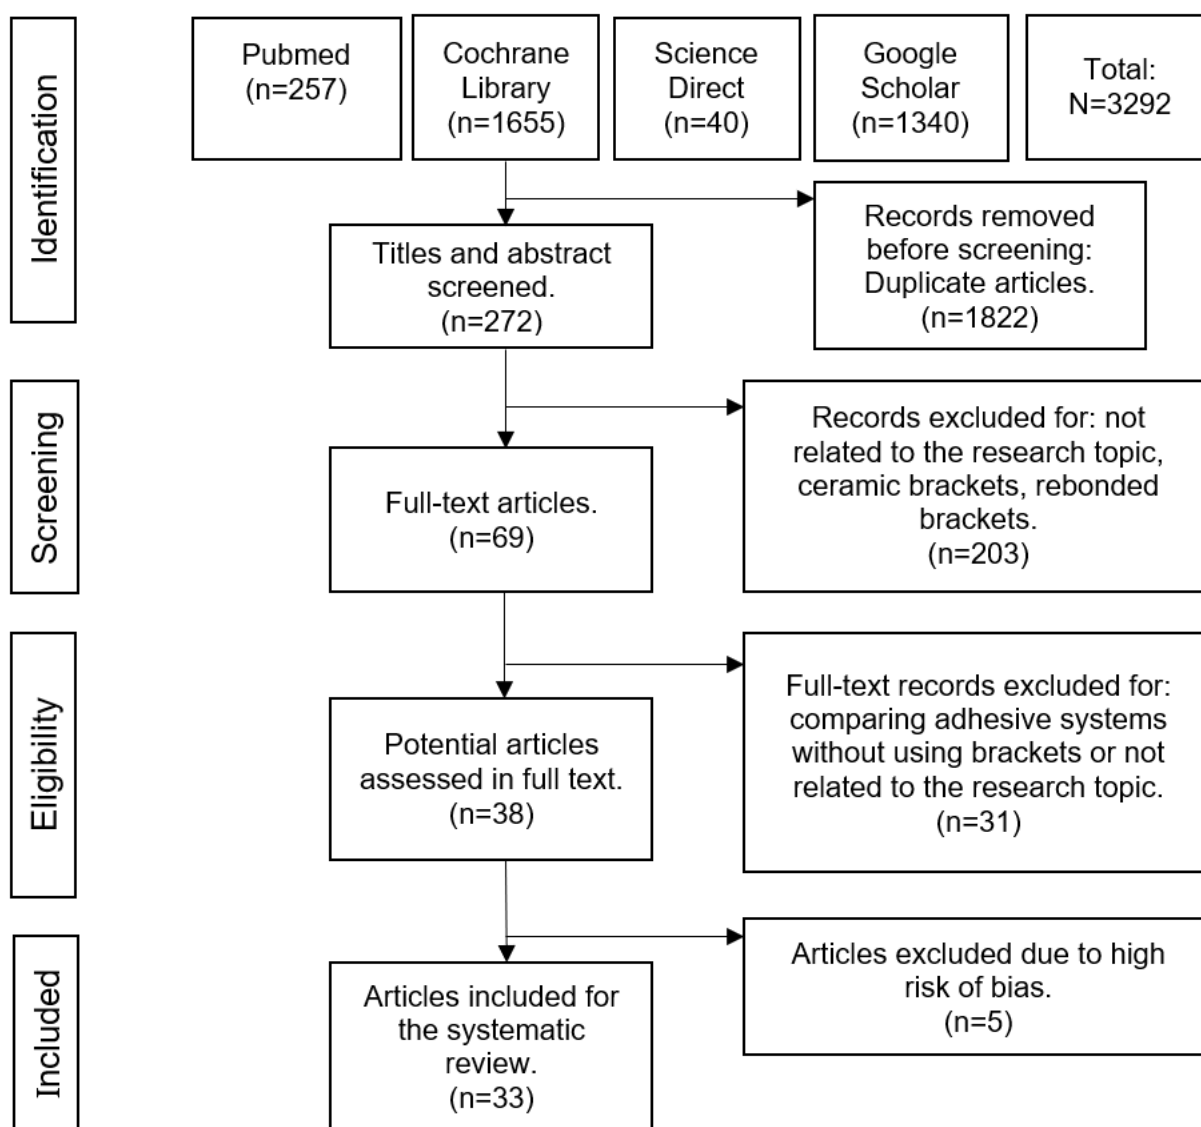 Identification
Pubmed
(n=257)
Cochrane
Library
(n=1655)
Science
Direct
(n=40)
Google
Scholar
(n=1340)
Total:
N=3292
Records removed
before screening:
Duplicate articles.
(n=1822)
Titles and abstract
screened.
(n=272)
Screening
Records excluded for: not
related to the research topic,
ceramic brackets, rebonded
brackets.
(n=203)
Full-text articles.
(n=69)
Eligibility
Full-text records excluded for:
comparing adhesive systems
without using brackets or not
related to the research topic.
(n=31)
Potential articles
assessed in full text.
(n=38)
Included
Articles excluded due to high
risk of bias.
(n=5)
Articles included for
the systematic
review.
(n=33)